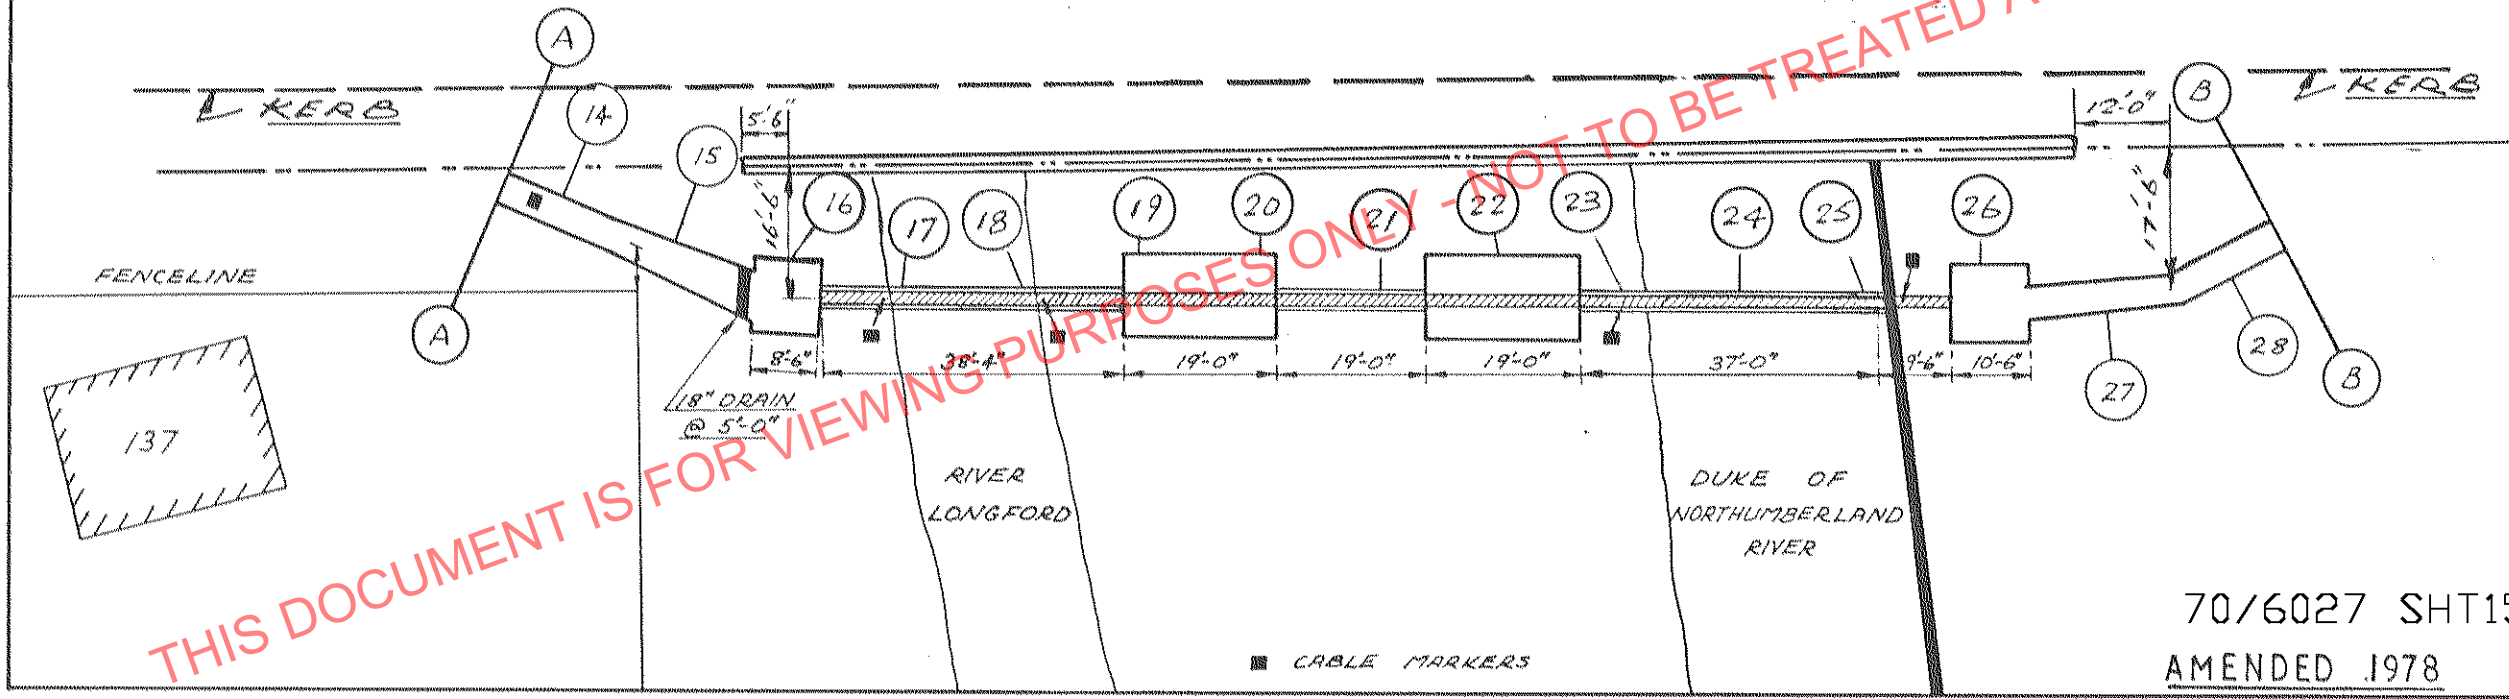 A
℄ KERB
14
5'-6"
15
16
16'-6"
17
18
19
20
21
22
23
24
25
26
12'-0"
B
℄ KERB
17'-6"
FENCELINE
A
137
18" DRAIN
@ 5'-0"
8'-6"
38'-4"
19'-0"
19'-0"
19'-0"
37'-0"
9'-6"
10'-6"
27
28
B
RIVER
LONGFORD
DUKE OF
NORTHUMBERLAND
RIVER
CABLE MARKERS
70/6027 SHT15
AMENDED 1978
THIS DOCUMENT IS FOR VIEWING PURPOSES ONLY - NOT TO BE TREATED A